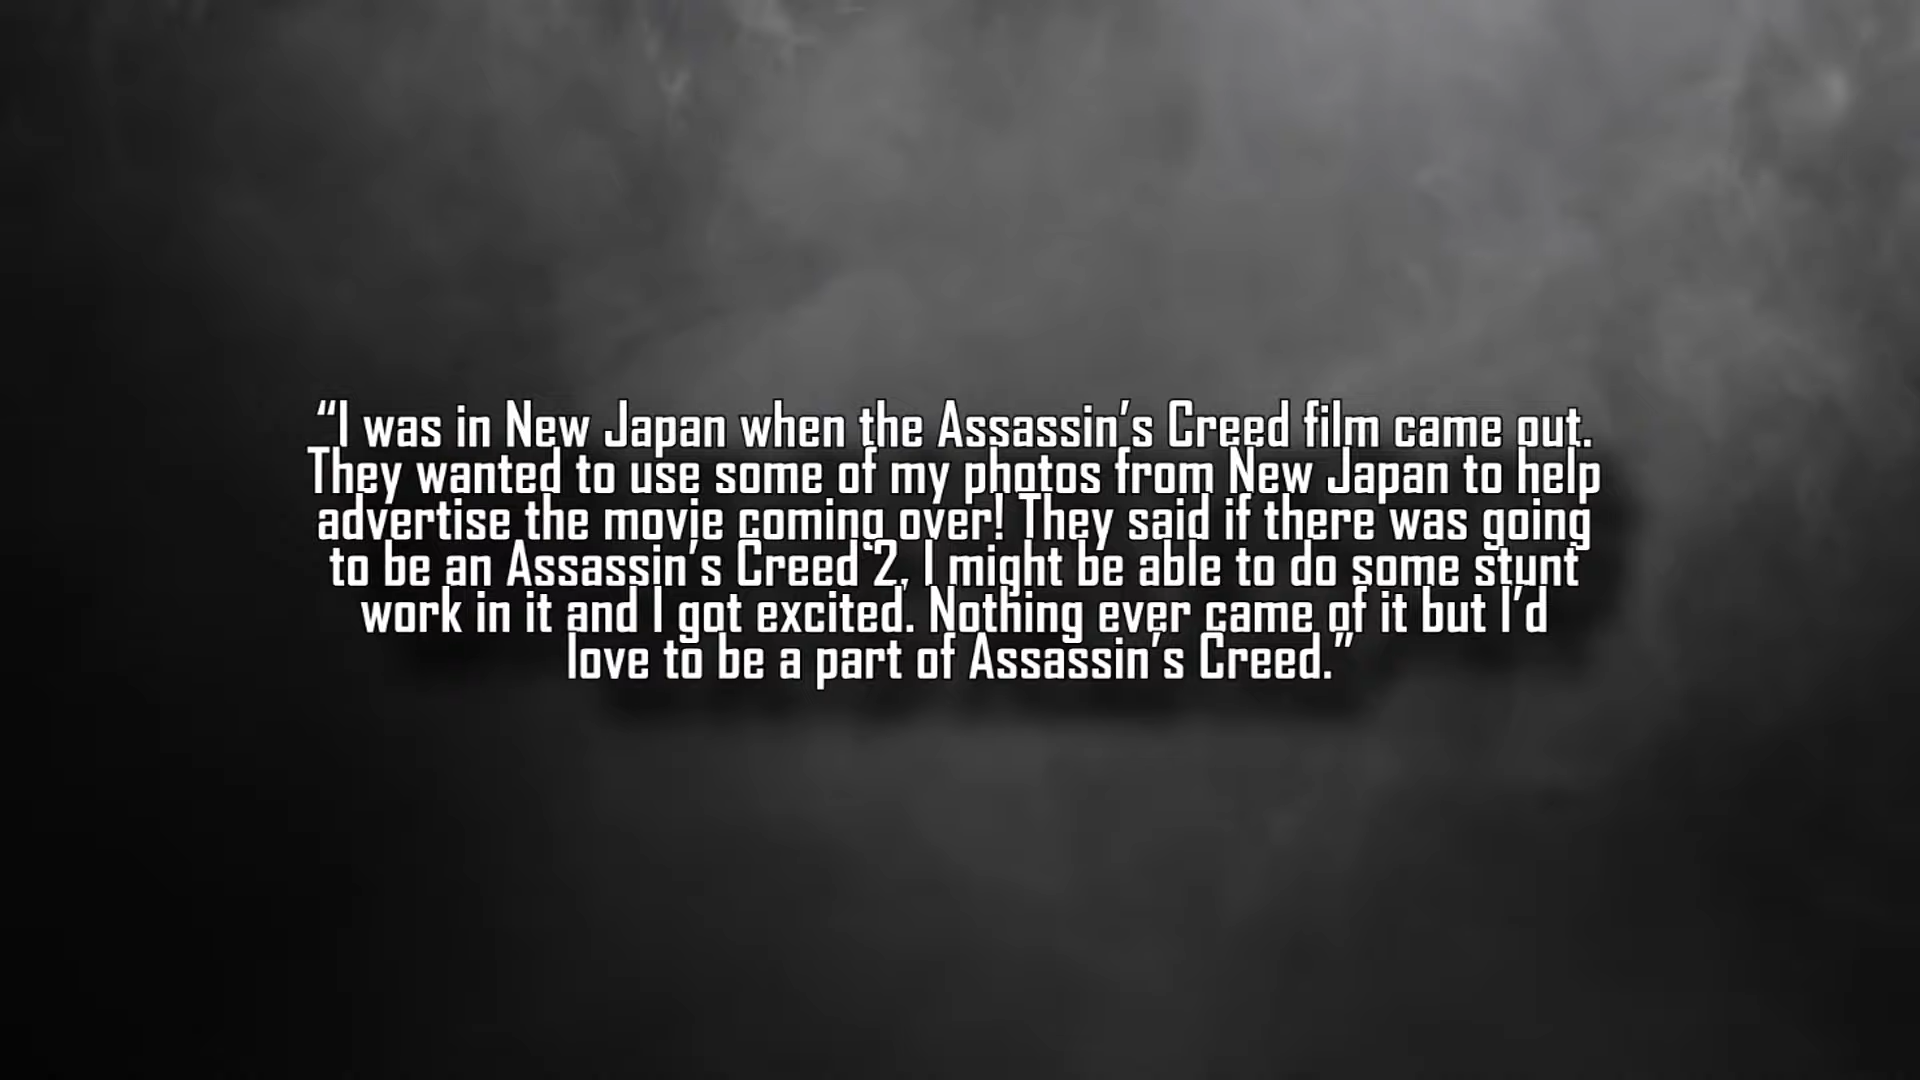 “I was in New Japan when the Assassin’s Creed film came out.
They wanted to use some of my photos from New Japan to help
advertise the movie coming over! They said if there was going
to be an Assassin’s Creed 2, I might be able to do some stunt
work in it and I got excited. Nothing ever came of it but I’d
love to be a part of Assassin’s Creed.”